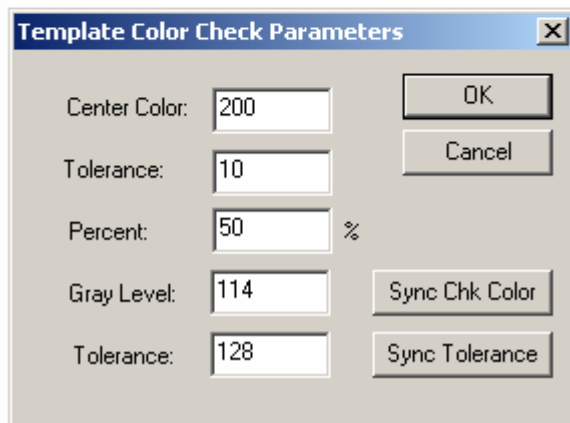 Template Color Check Parameters
Center Color: 200 OK
Tolerance: 10 Cancel
Percent: 50 %
Gray Level: 114 Sync Chk Color
Tolerance: 128 Sync Tolerance